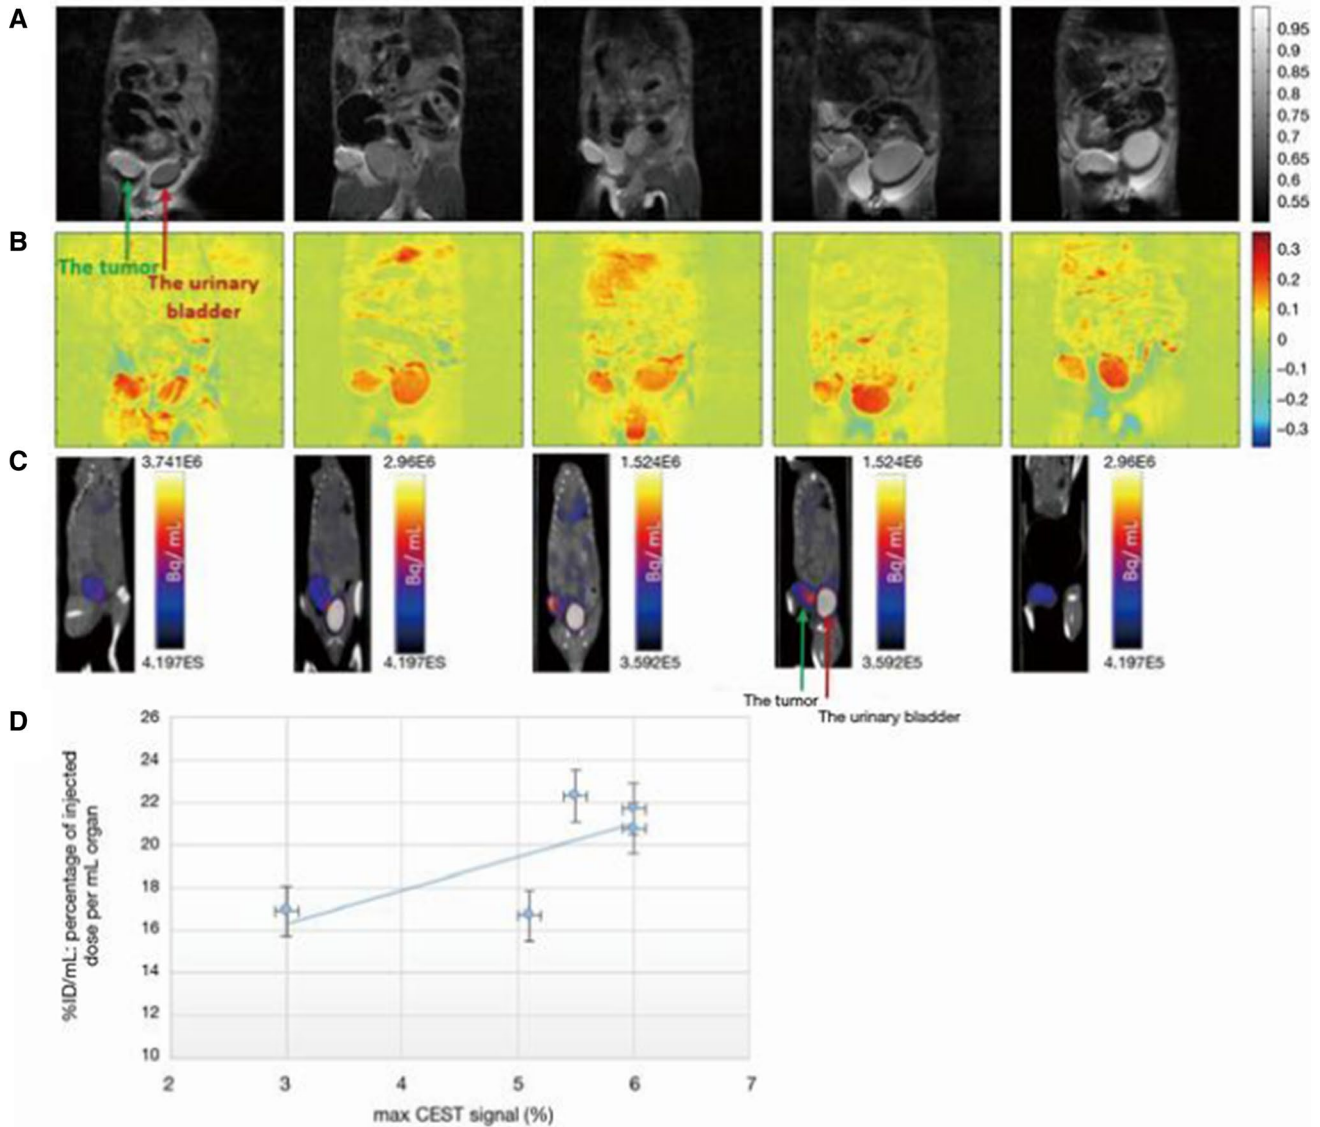 A
0.95
0.9
0.85
0.8
0.75
0.7
0.65
0.6
0.55
B
The tumor
The urinary
bladder
0.3
0.2
0.1
0
−0.1
−0.2
−0.3
C
3.741E6
2.96E6
1.524E6
1.524E6
2.96E6
Bq/ mL
Bq/ mL
Bq/ mL
Bq/ mL
Bq/ mL
4.197ES
4.197ES
3.592E5
3.592E5
4.197E5
The tumor
The urinary bladder
D
%ID/mL: percentage of injected
dose per mL organ
26
24
22
20
18
16
14
12
10
2 3 4 5 6 7
max CEST signal (%)